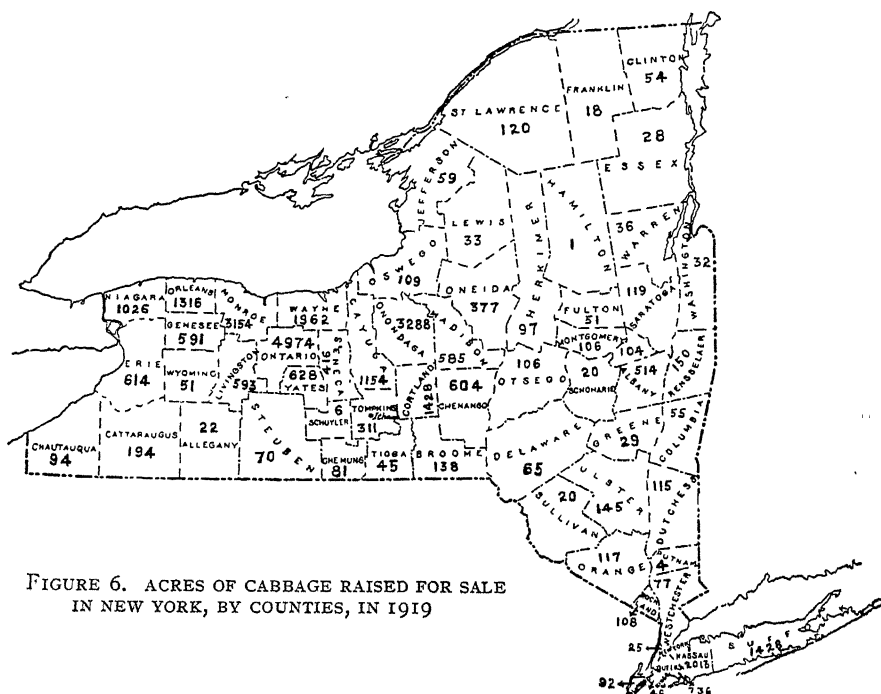 CLINTON
54
FRANKLIN
18
ST LAWRENCE
120
28
ESSEX
JEFFERSON
59
LEWIS
33
HERKIMER
97
HAMILTON
1
36
WARREN
WASHINGTON
32
OSWEGO
109
ONEIDA
377
119
SARATOGA
FULTON
51
MONTGOMERY
106
NIAGARA
1026
ORLEANS
1316
MONROE
3154
WAYNE
1962
CAYUGA
1154
ONONDAGA
3288
MADISON
585
GENESEE
591
4974
ONTARIO
SENECA
914
ERIE
614
WYOMING
51
LIVINGSTON
593
628
YATES
CORTLAND
1428
604
CHENANGO
106
OTSEGO
20
SCHOHARIE
104
514
ALBANY
150
RENSSELAER
CHAUTAUQUA
94
CATTARAUGUS
194
22
ALLEGANY
STEUBEN
70
6
SCHUYLER
TOMPKINS
311
CHEMUNG
81
TIOGA
45
BROOME
138
DELAWARE
65
GREENE
29
55
COLUMBIA
20
SULLIVAN
ULSTER
145
115
DUTCHESS
117
ORANGE
4
PUTNAM
77
WESTCHESTER
ROCKLAND
108
25
NASSAU
2013
SUFF
1428
QUEENS
92
736
FIGURE 6. ACRES OF CABBAGE RAISED FOR SALE
IN NEW YORK, BY COUNTIES, IN 1919